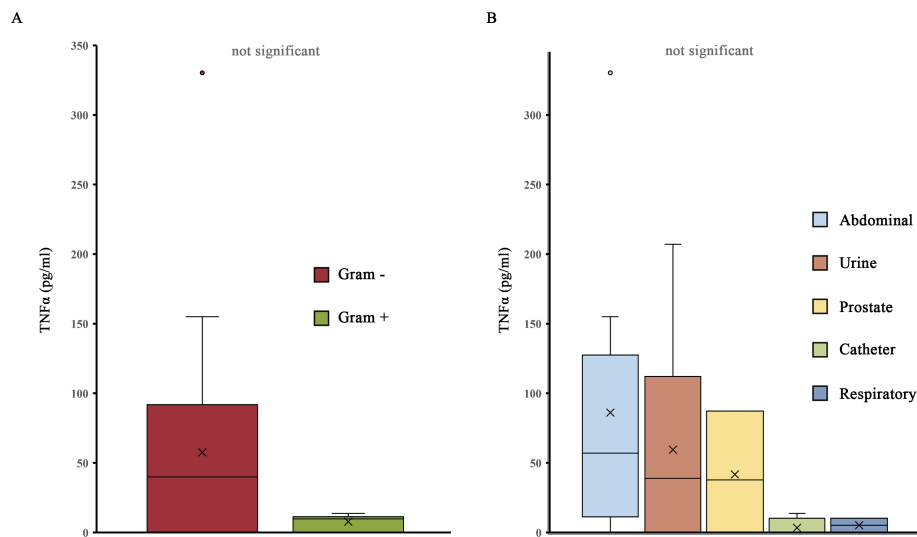 A
not significant
350
300
250
200
150
100
50
0
TNFα (pg/ml)
Gram -
Gram +
B
not significant
350
300
250
200
150
100
50
0
TNFα (pg/ml)
Abdominal
Urine
Prostate
Catheter
Respiratory